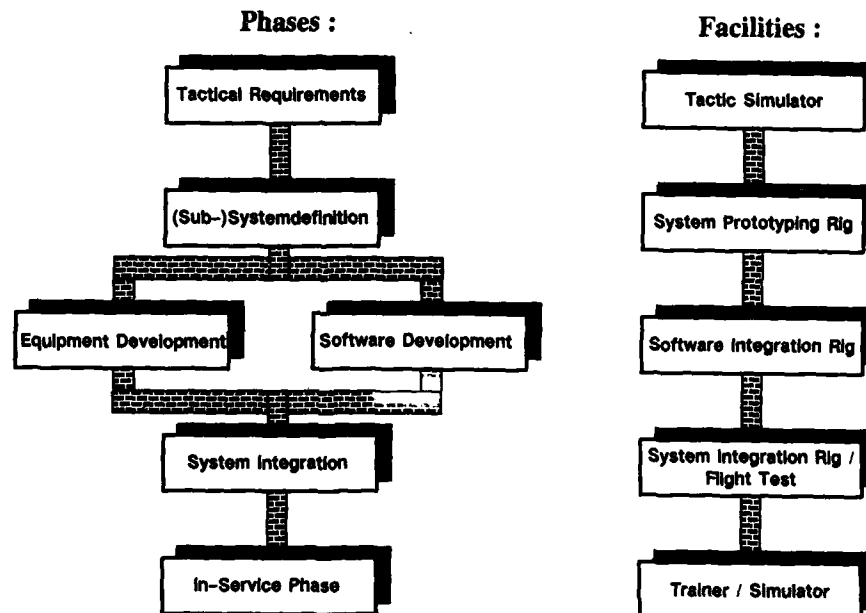 Phases :
Tactical Requirements
(Sub-)Systemdefinition
Equipment Development
Software Development
System Integration
In-Service Phase
Facilities :
Tactic Simulator
System Prototyping Rig
Software Integration Rig
System Integration Rig /
Flight Test
Trainer / Simulator